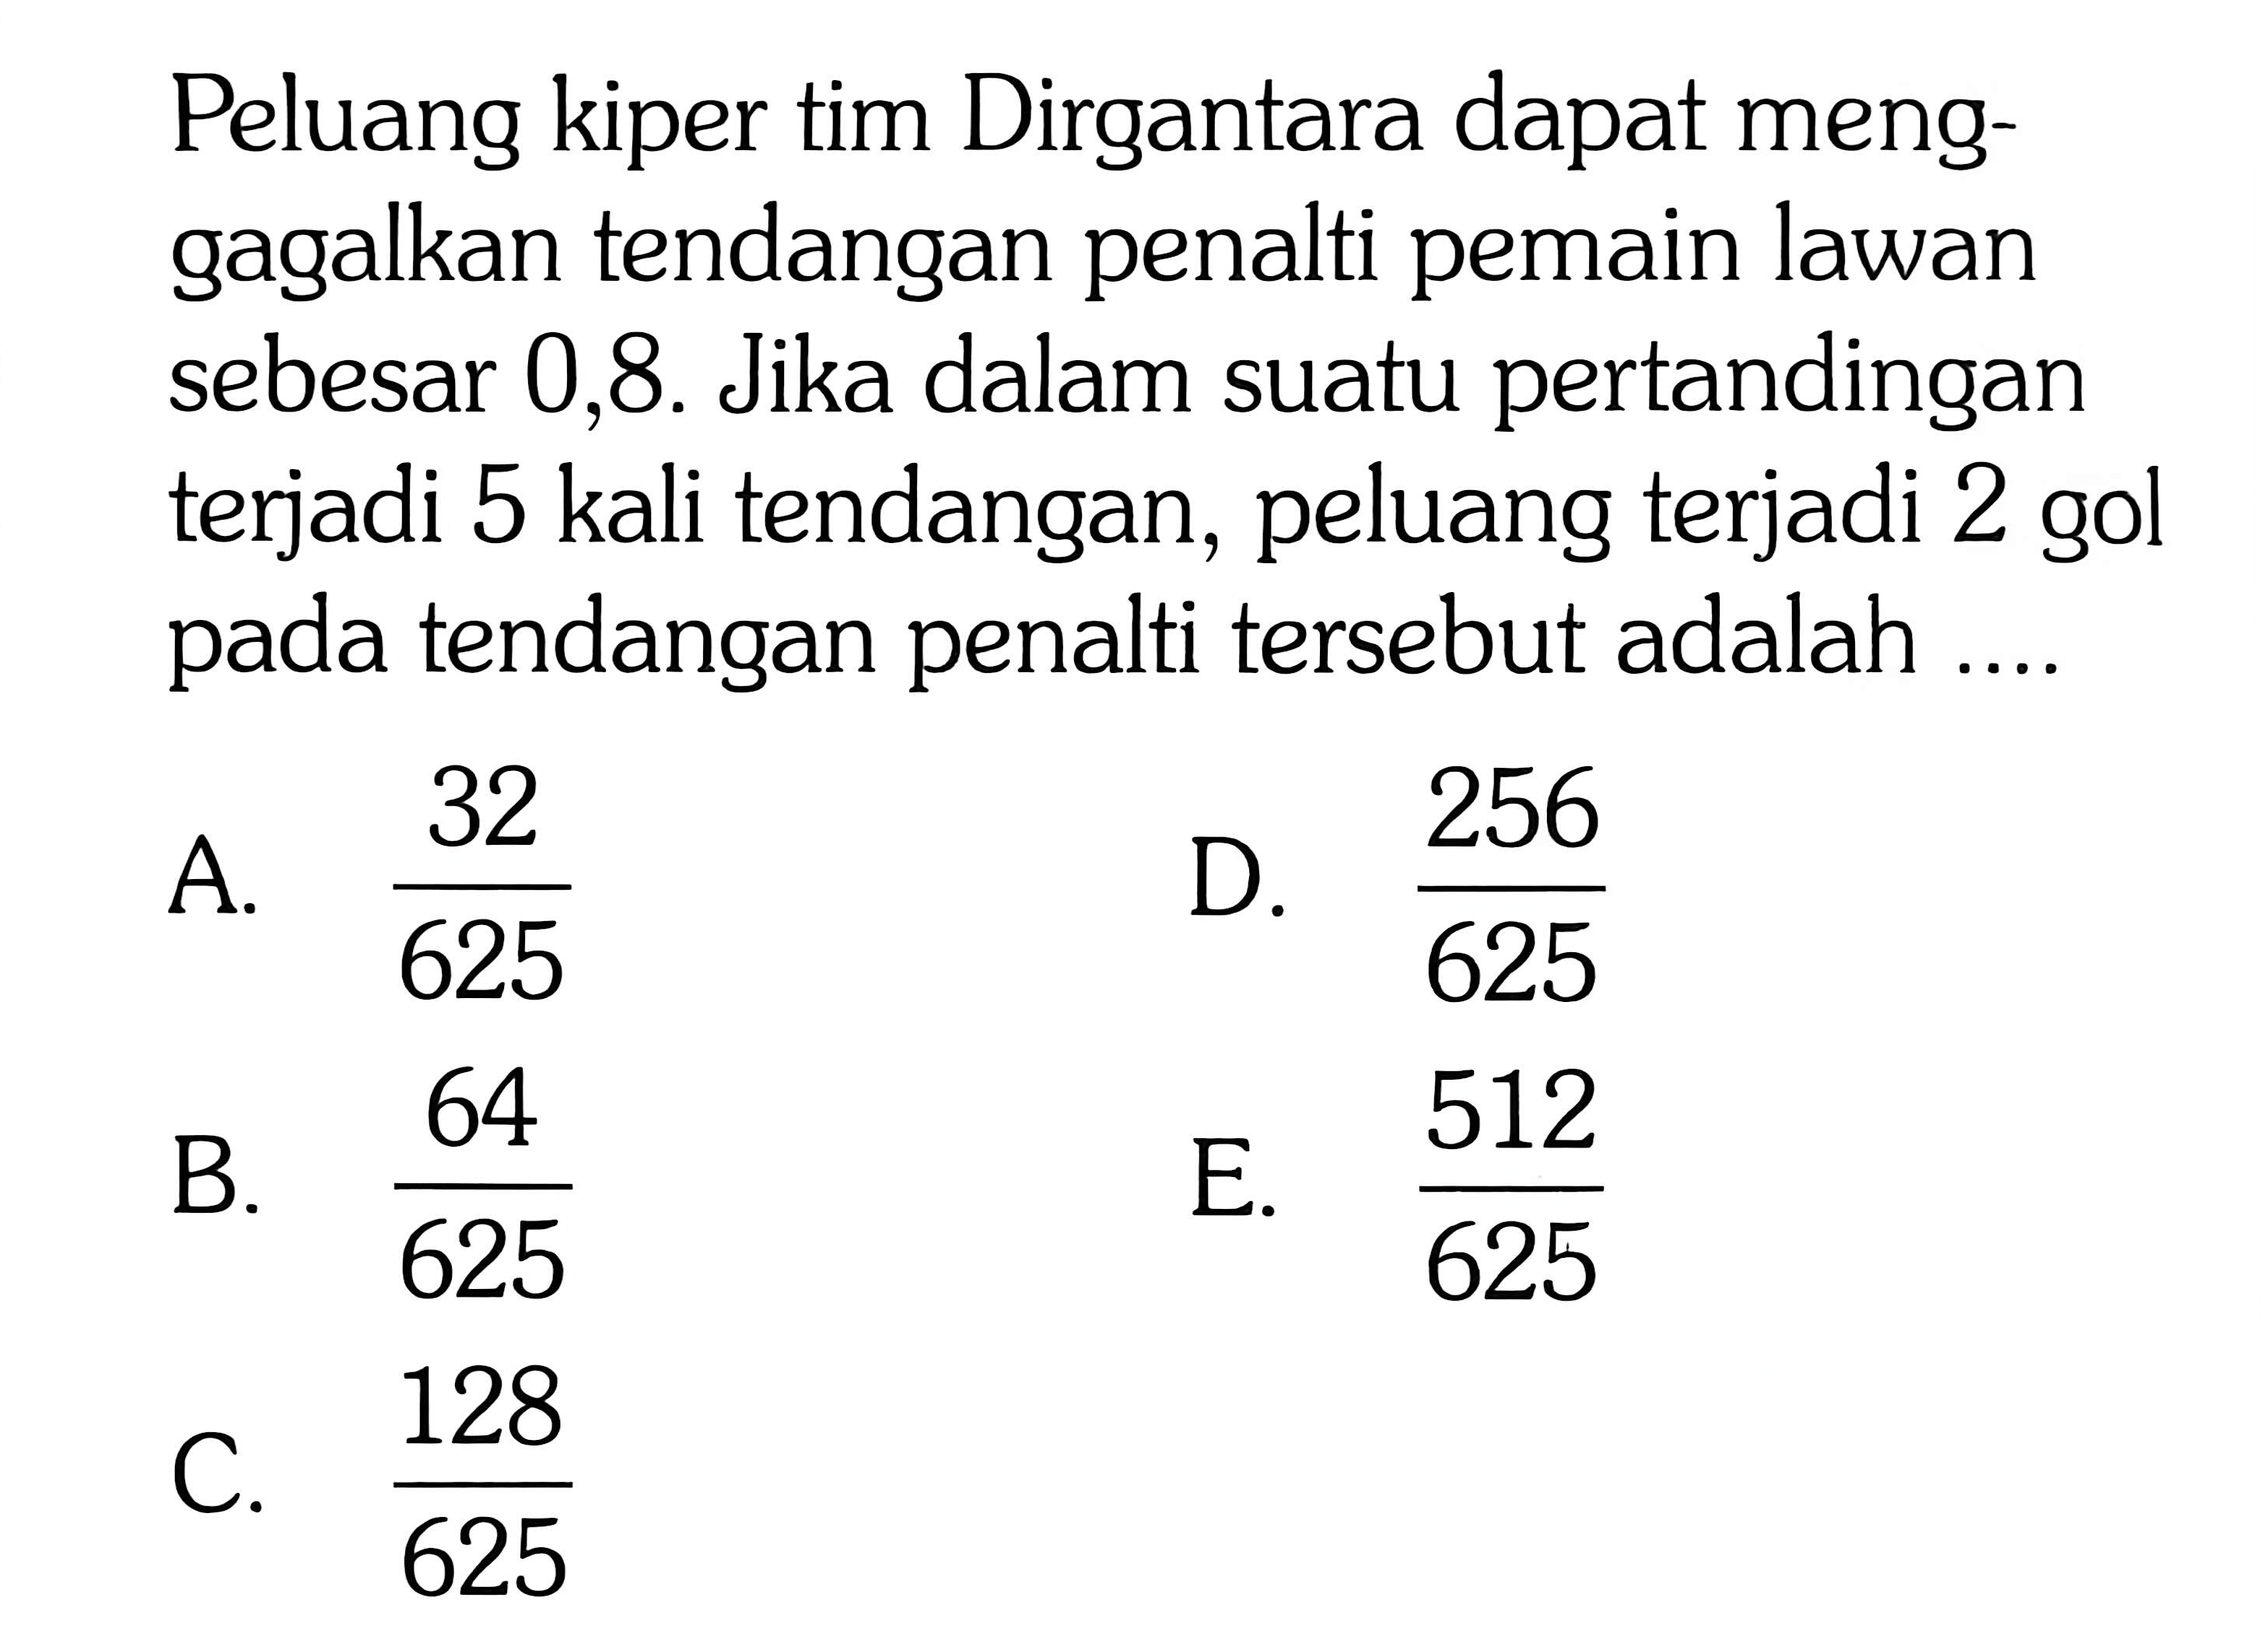 Peluang kiper tim Dirgantara dapat meng-
gagalkan tendangan penalti pemain lawan
sebesar 0,8. Jika dalam suatu pertandingan
terjadi 5 kali tendangan, peluang terjadi 2 gol
pada tendangan penalti tersebut adalah ....
A. 32/625
D. 256/625
B. 64/625
E. 512/625
C. 128/625